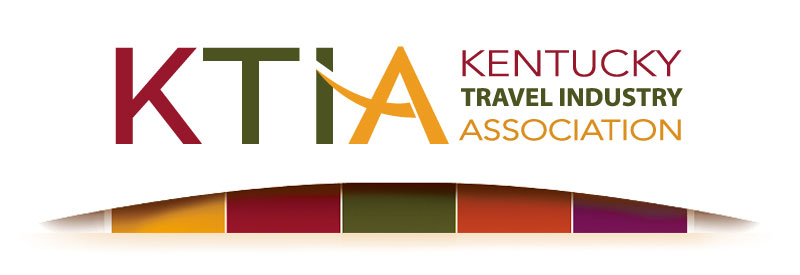 KTIA
KENTUCKY
TRAVEL INDUSTRY
ASSOCIATION